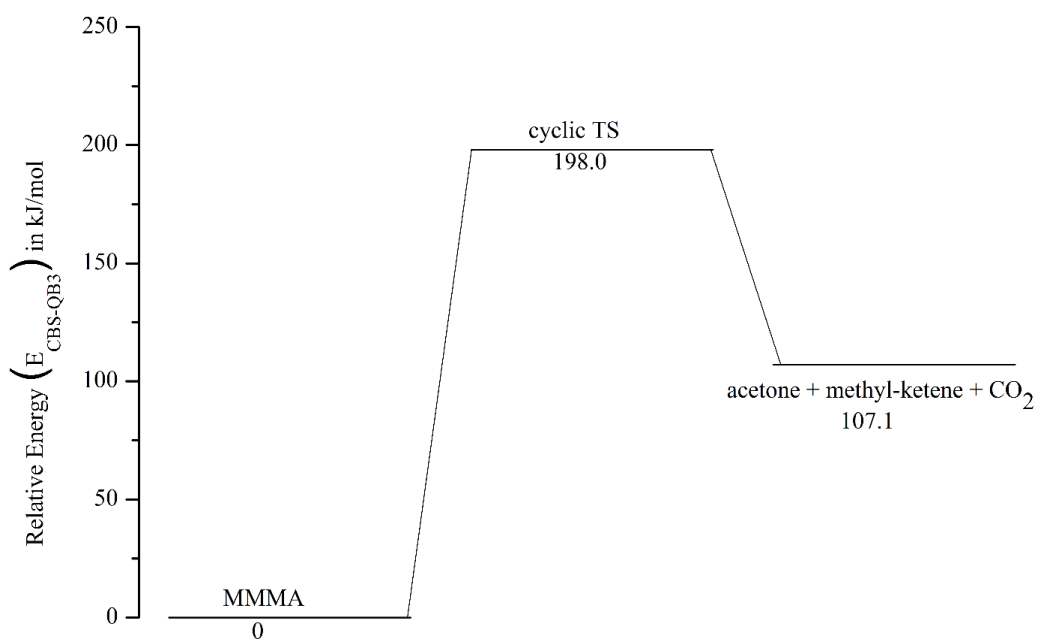 250
200
150
100
50
0
Relative Energy (E CBS-QB3) in kJ/mol
cyclic TS
198.0
acetone + methyl-ketene + CO2
107.1
MMMA
0